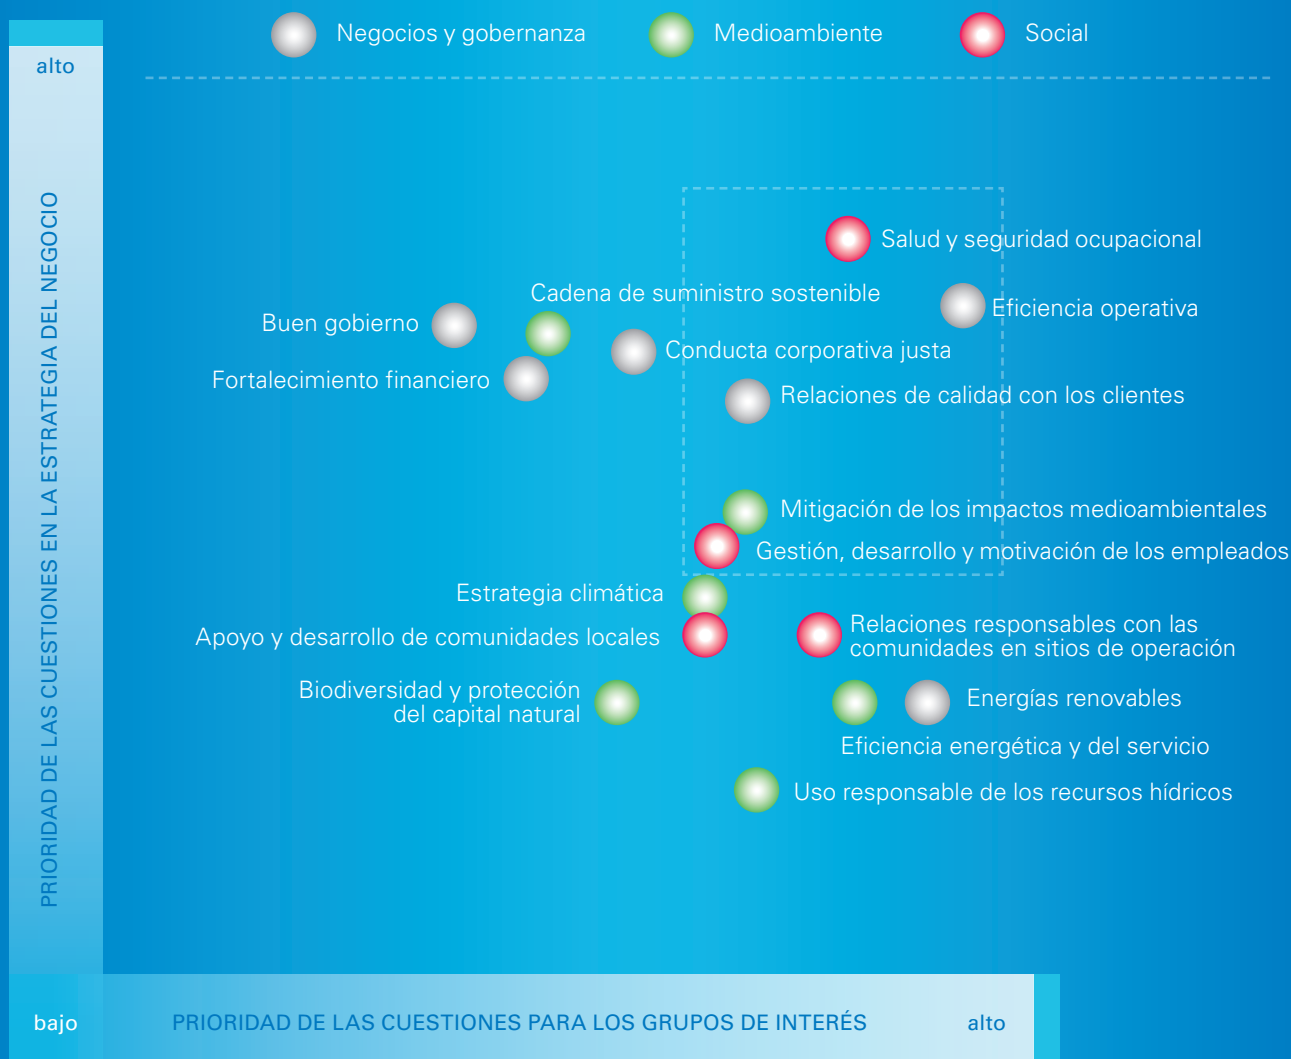 Negocios y gobernanza
Medioambiente
Social
alto
PRIORIDAD DE LAS CUESTIONES EN LA ESTRATEGIA DEL NEGOCIO
Salud y seguridad ocupacional
Cadena de suministro sostenible
Eficiencia operativa
Buen gobierno
Conducta corporativa justa
Fortalecimiento financiero
Relaciones de calidad con los clientes
Mitigación de los impactos medioambientales
Gestión, desarrollo y motivación de los empleados
Estrategia climática
Apoyo y desarrollo de comunidades locales
Relaciones responsables con las
comunidades en sitios de operación
Biodiversidad y protección
del capital natural
Energías renovables
Eficiencia energética y del servicio
Uso responsable de los recursos hídricos
bajo
PRIORIDAD DE LAS CUESTIONES PARA LOS GRUPOS DE INTERÉS
alto